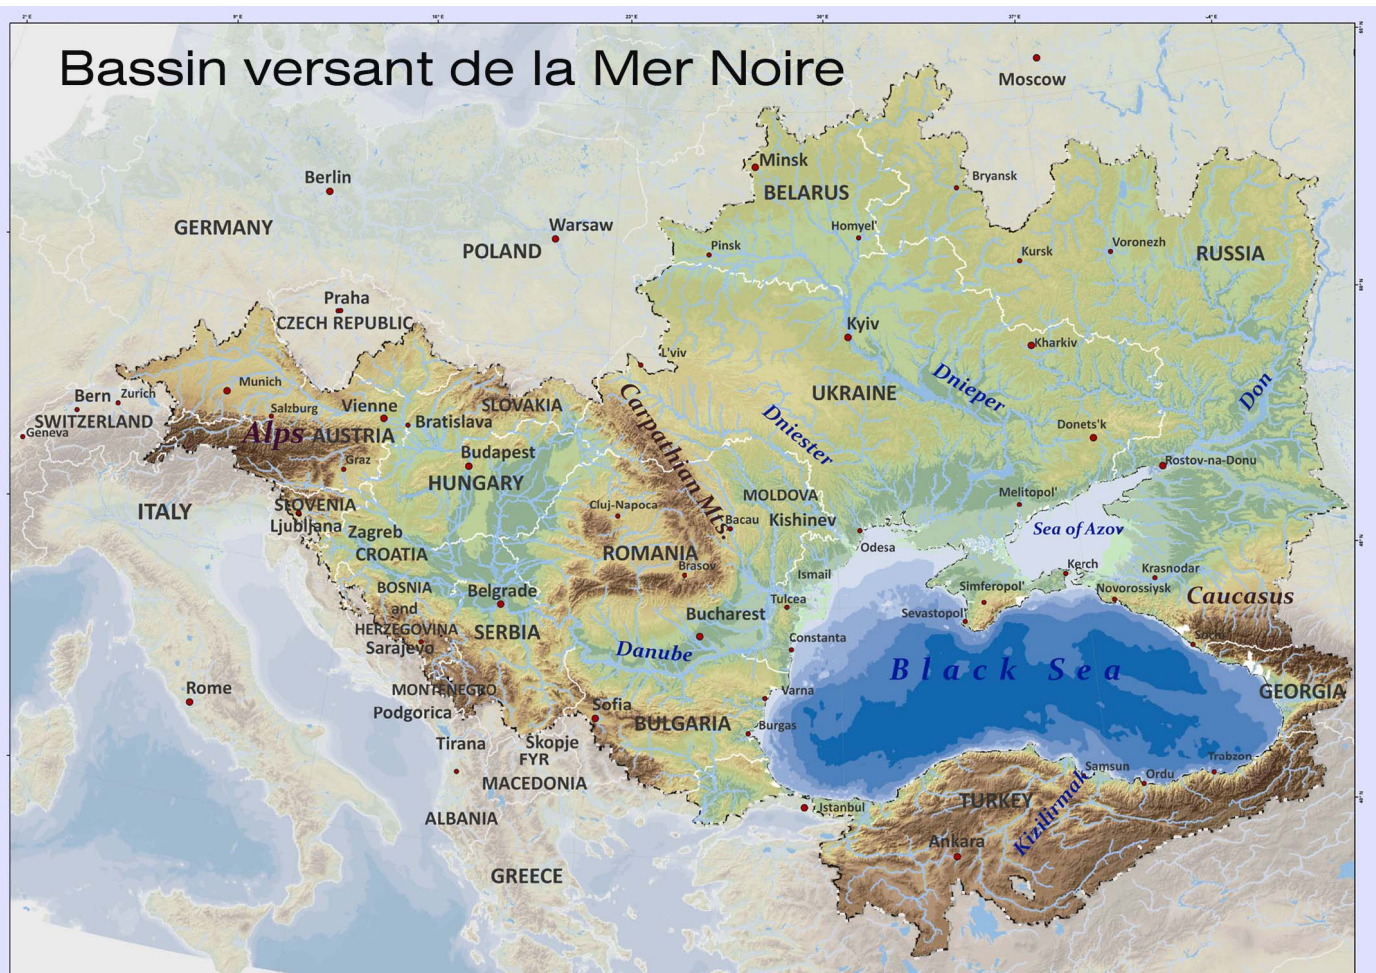 Bassin versant de la Mer Noire
Moscow
Minsk
BELARUS
Bryansk
Berlin
GERMANY
Warsaw
POLAND
Homyel'
Pinsk
Kursk
Voronezh
RUSSIA
Praha
CZECH REPUBLIC
Kyiv
Kharkiv
L'viv
UKRAINE
Dnieper
Don
Bern
Zurich
SWITZERLAND
Geneva
Munich
Salzburg
Alps
Vienne
AUSTRIA
Graz
Bratislava
SLOVAKIA
Carpathian Mts.
Dniester
Donets'k
Rostov-na-Donu
Budapest
HUNGARY
ITALY
SLOVENIA
Ljubljana
Zagreb
CROATIA
Cluj-Napoca
ROMANIA
Brasov
Bacau
MOLDOVA
Kishinev
Melitopol'
Sea of Azov
Odesa
Kerch
Krasnodar
Novorossiysk
Caucasus
Simferopol'
Sevastopol'
Ismail
Tulcea
BOSNIA
and
HERZEGOVINA
Sarajevo
Belgrade
SERBIA
Bucharest
Danube
Constanta
Black Sea
GEORGIA
Rome
MONTENEGRO
Podgorica
Sofia
BULGARIA
Varna
Burgas
Tirana
Skopje
FYR
MACEDONIA
ALBANIA
GREECE
Istanbul
TURKEY
Ankara
Kizilirmak
Samsun
Ordu
Trabzon